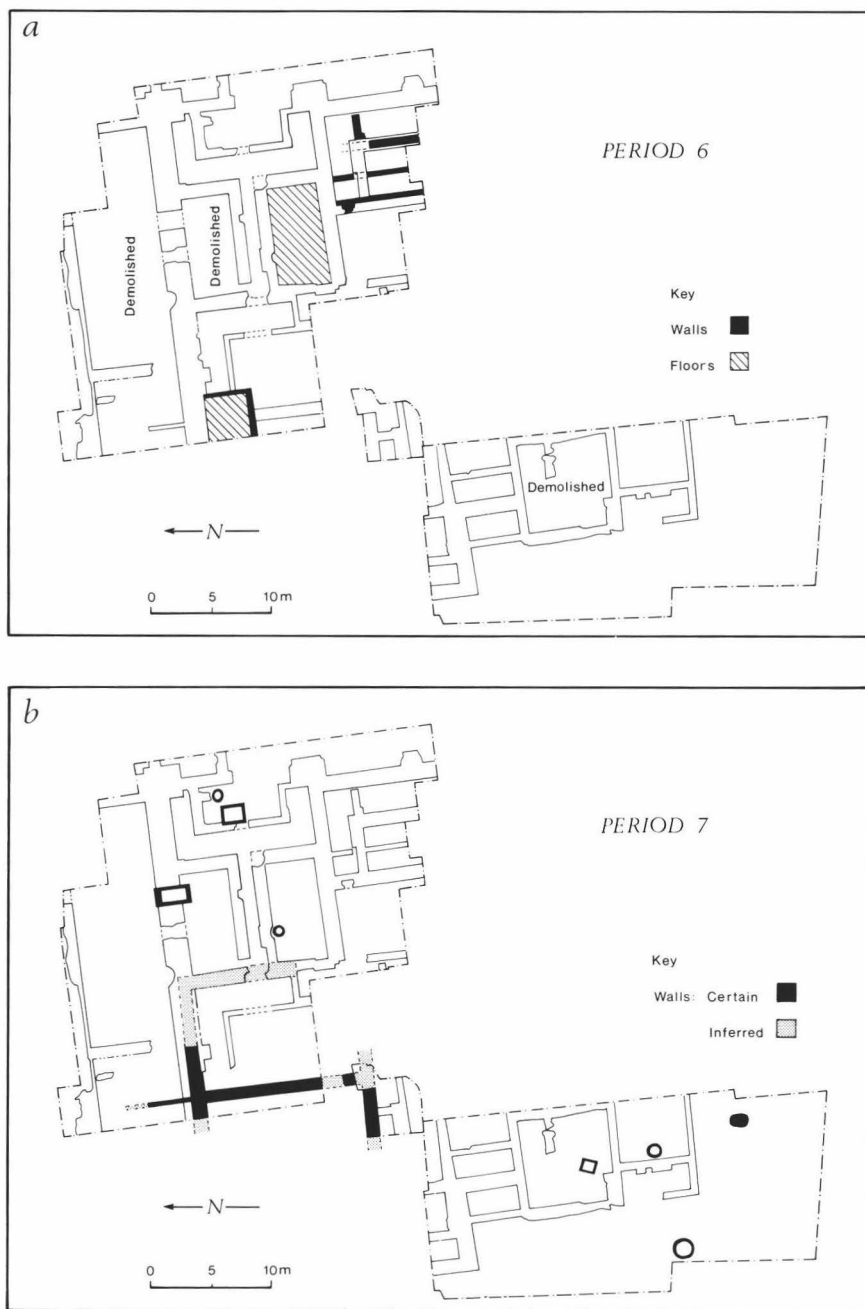 a
PERIOD 6
Demolished
Demolished
Key
Walls
Floors
Demolished
N
0 5 10m
b
PERIOD 7
Key
Walls: Certain
Inferred
N
0 5 10m